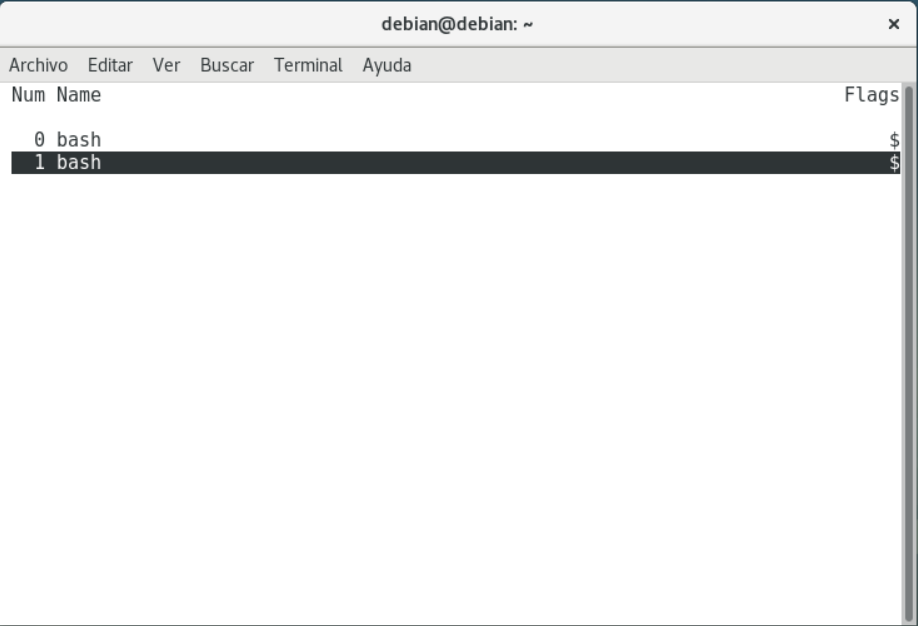 debian@debian: ~ ×
Archivo Editar Ver Buscar Terminal Ayuda
Num Name Flags
0 bash $
1 bash $